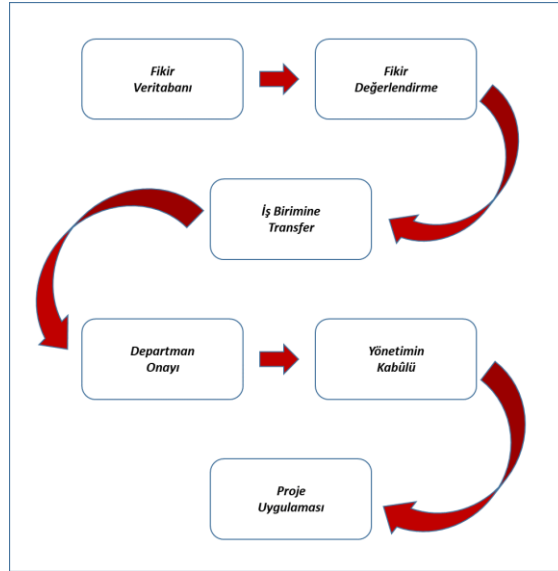 Fikir
Veritabanı
Fikir
Değerlendirme
İş Birimine
Transfer
Departman
Onayı
Yönetimin
Kabûlü
Proje
Uygulaması